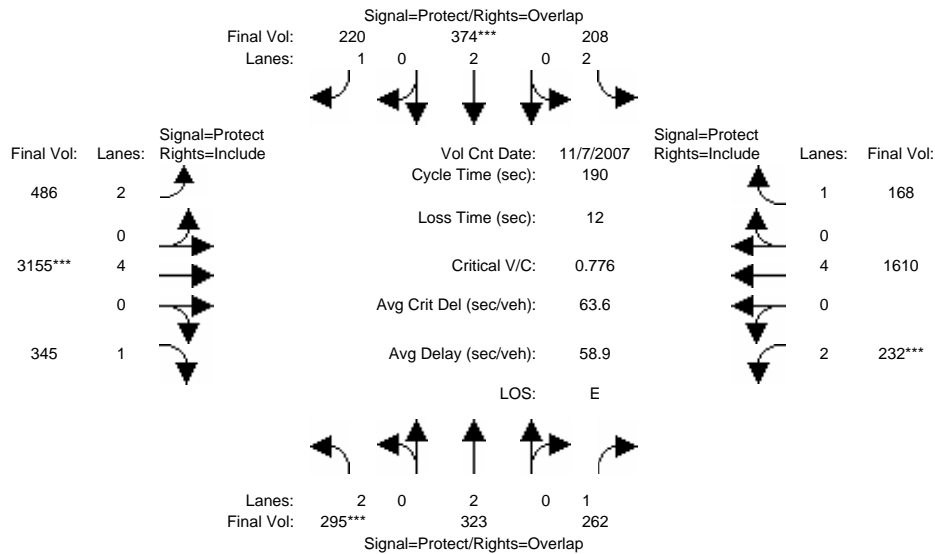 Signal=Protect/Rights=Overlap
Final Vol: 220 374*** 208
Lanes: 1 0 2 0 2
Signal=Protect Signal=Protect
Final Vol: Lanes: Rights=Include Vol Cnt Date: 11/7/2007 Rights=Include Lanes: Final Vol:
Cycle Time (sec): 190
486 2 1 168
Loss Time (sec): 12
0 0
3155*** 4 Critical V/C: 0.776 4 1610
0 Avg Crit Del (sec/veh): 63.6 0
345 1 Avg Delay (sec/veh): 58.9 2 232***
LOS: E
Lanes: 2 0 2 0 1
Final Vol: 295*** 323 262
Signal=Protect/Rights=Overlap